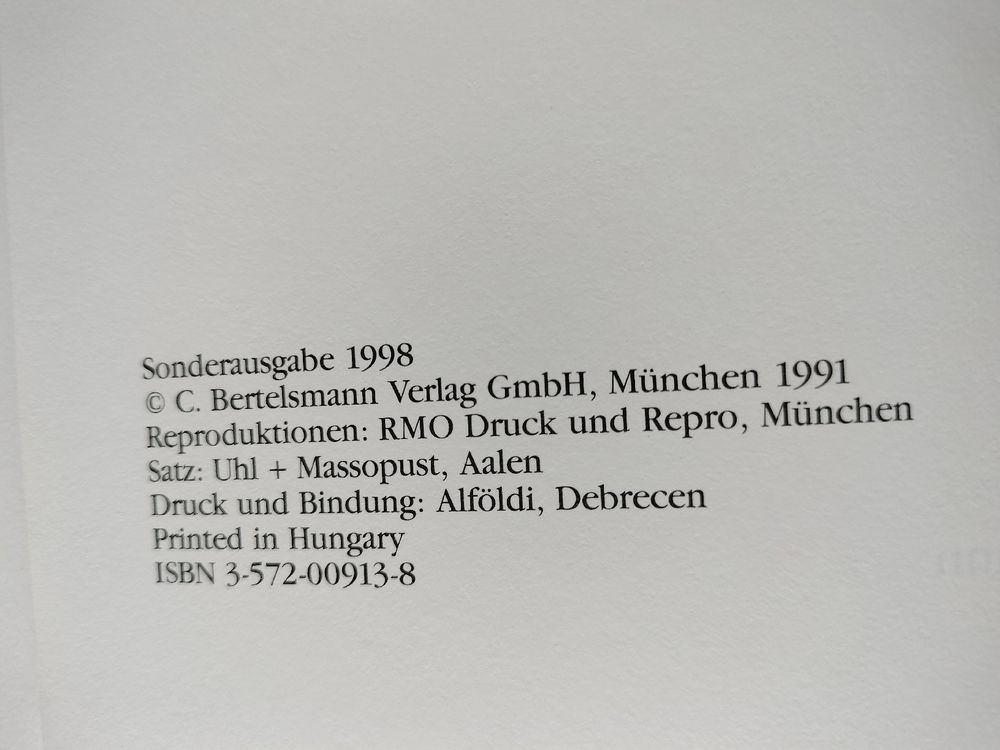 Sonderausgabe 1998
© C. Bertelsmann Verlag GmbH, München 1991
Reproduktionen: RMO Druck und Repro, München
Satz: Uhl + Massopust, Aalen
Druck und Bindung: Alföldi, Debrecen
Printed in Hungary
ISBN 3-572-00913-8